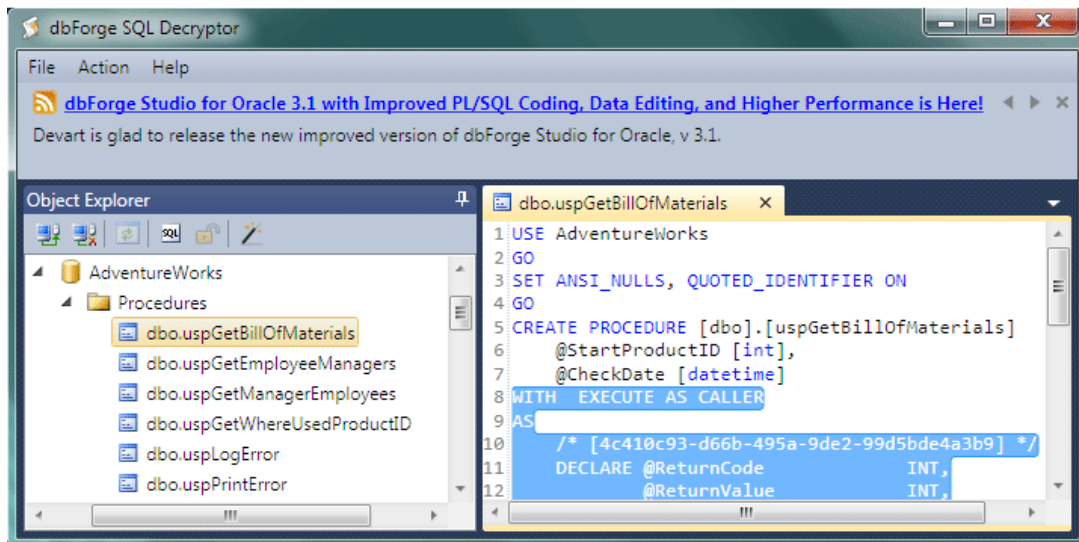 dbForge SQL Decryptor
File Action Help
dbForge Studio for Oracle 3.1 with Improved PL/SQL Coding, Data Editing, and Higher Performance is Here!
Devart is glad to release the new improved version of dbForge Studio for Oracle, v 3.1.
Object Explorer
SQL
AdventureWorks
Procedures
dbo.uspGetBillOfMaterials
dbo.uspGetEmployeeManagers
dbo.uspGetManagerEmployees
dbo.uspGetWhereUsedProductID
dbo.uspLogError
dbo.uspPrintError
dbo.uspGetBillOfMaterials
1 USE AdventureWorks
2 GO
3 SET ANSI_NULLS, QUOTED_IDENTIFIER ON
4 GO
5 CREATE PROCEDURE [dbo].[uspGetBillOfMaterials]
6 @StartProductID [int],
7 @CheckDate [datetime]
8 WITH EXECUTE AS CALLER
9 AS
10 /* [4c410c93-d66b-495a-9de2-99d5bde4a3b9] */
11 DECLARE @ReturnCode INT,
12 @ReturnValue INT,